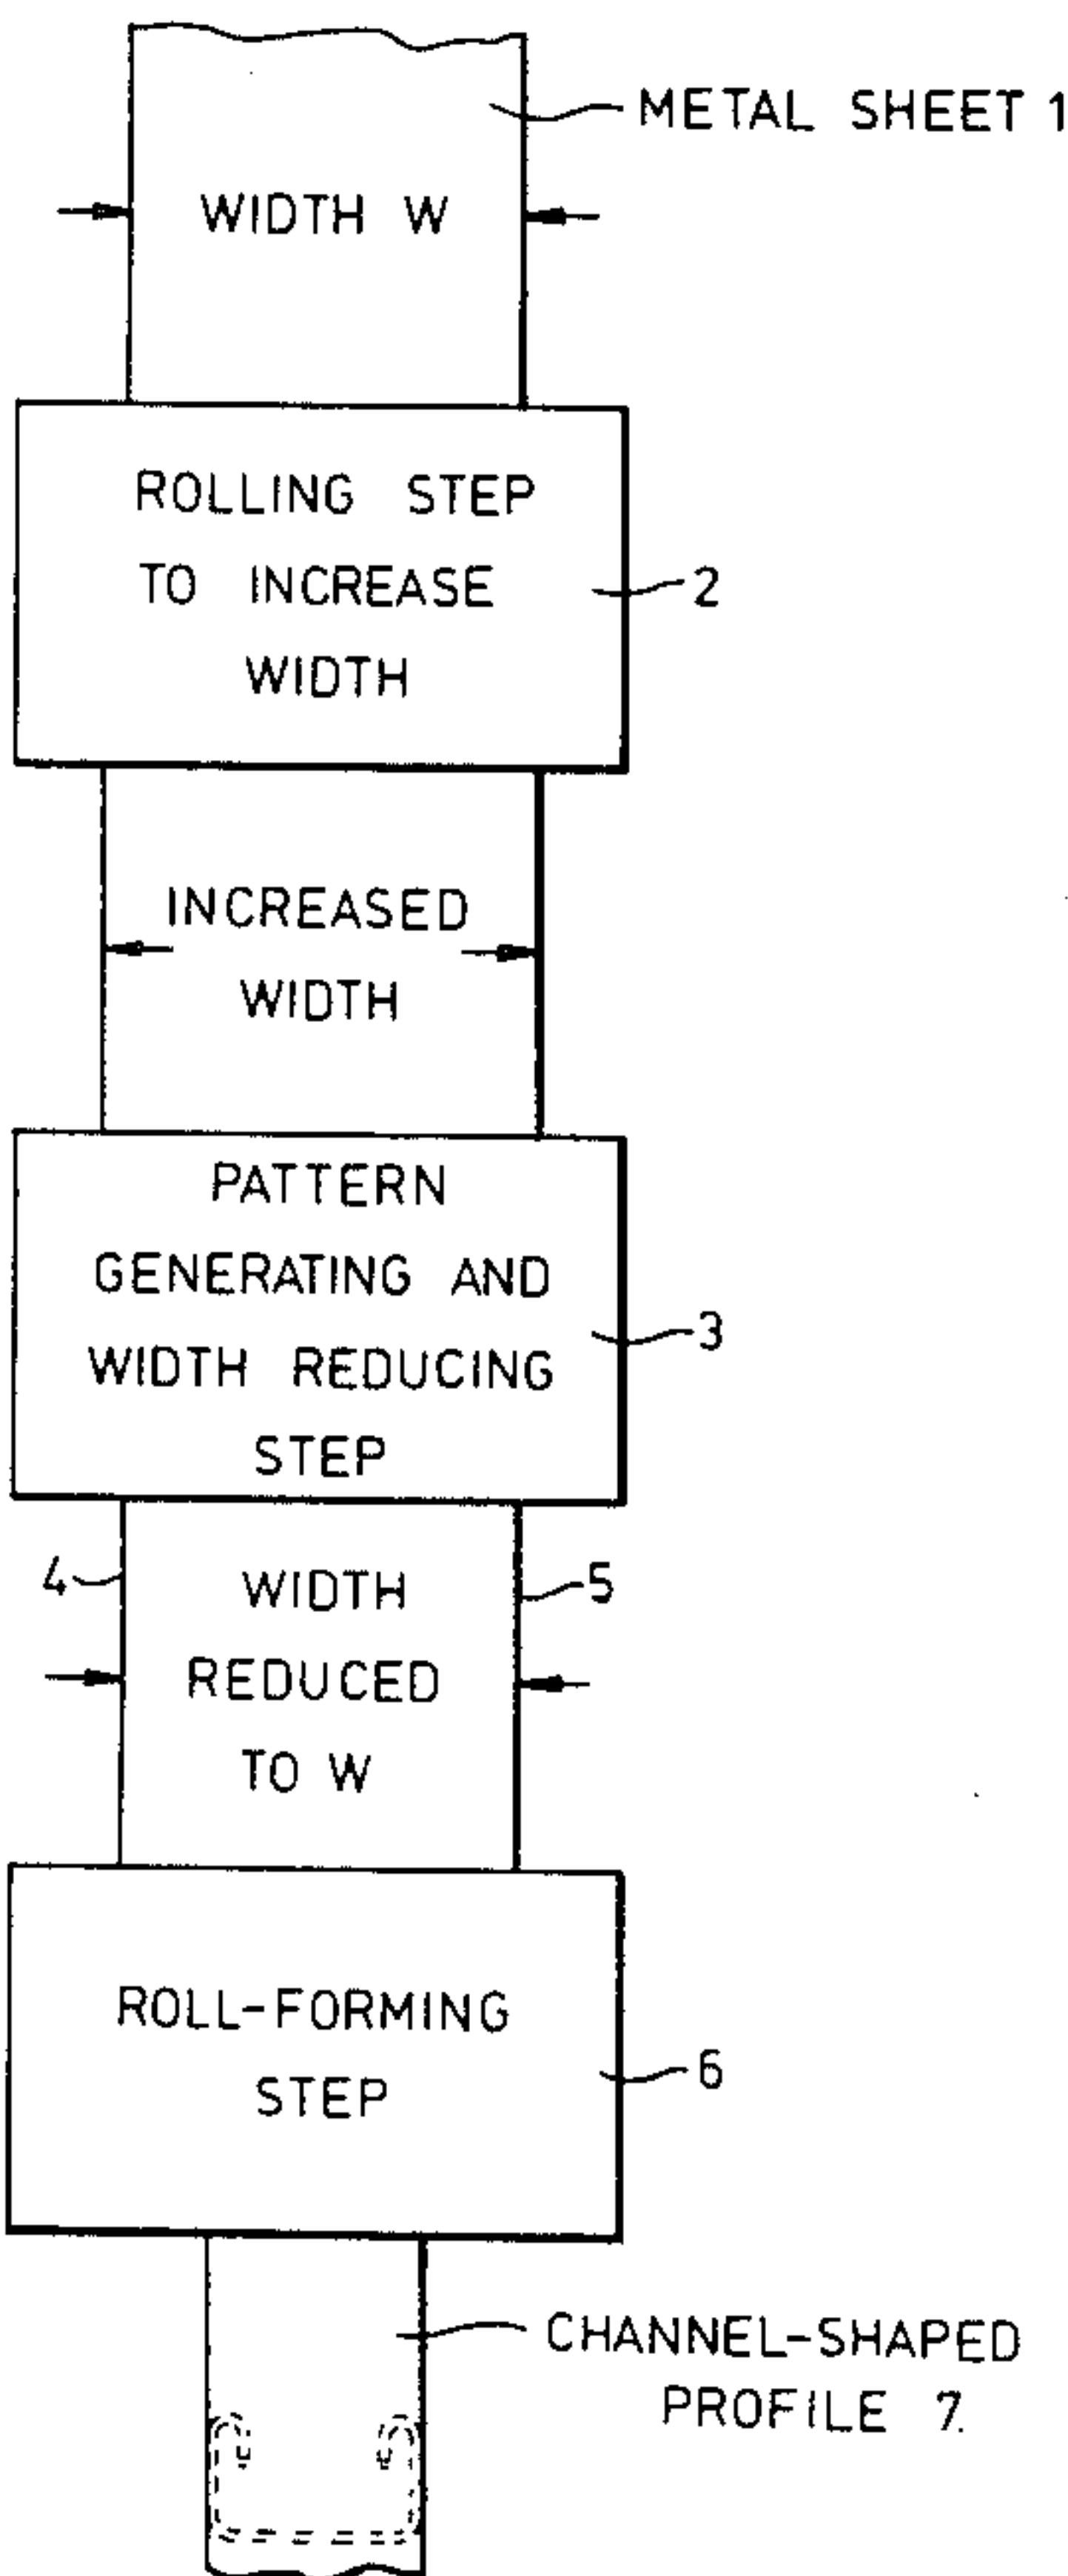 METAL SHEET 1
WIDTH W
ROLLING STEP
TO INCREASE
WIDTH
2
INCREASED
WIDTH
PATTERN
GENERATING AND
WIDTH REDUCING
STEP
3
4
5
WIDTH
REDUCED
TO W
ROLL-FORMING
STEP
6
CHANNEL-SHAPED
PROFILE 7.